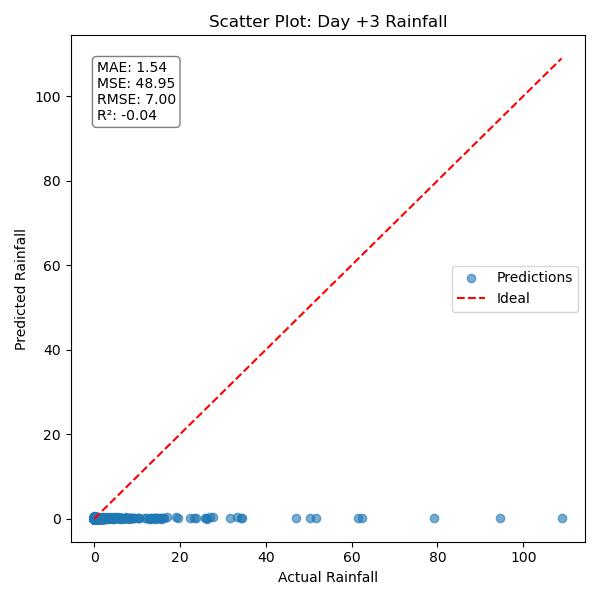 Scatter Plot: Day +3 Rainfall
MAE: 1.54
MSE: 48.95
RMSE: 7.00
R²: -0.04
Predictions
Ideal
Predicted Rainfall
100
80
60
40
20
0
0 20 40 60 80 100
Actual Rainfall